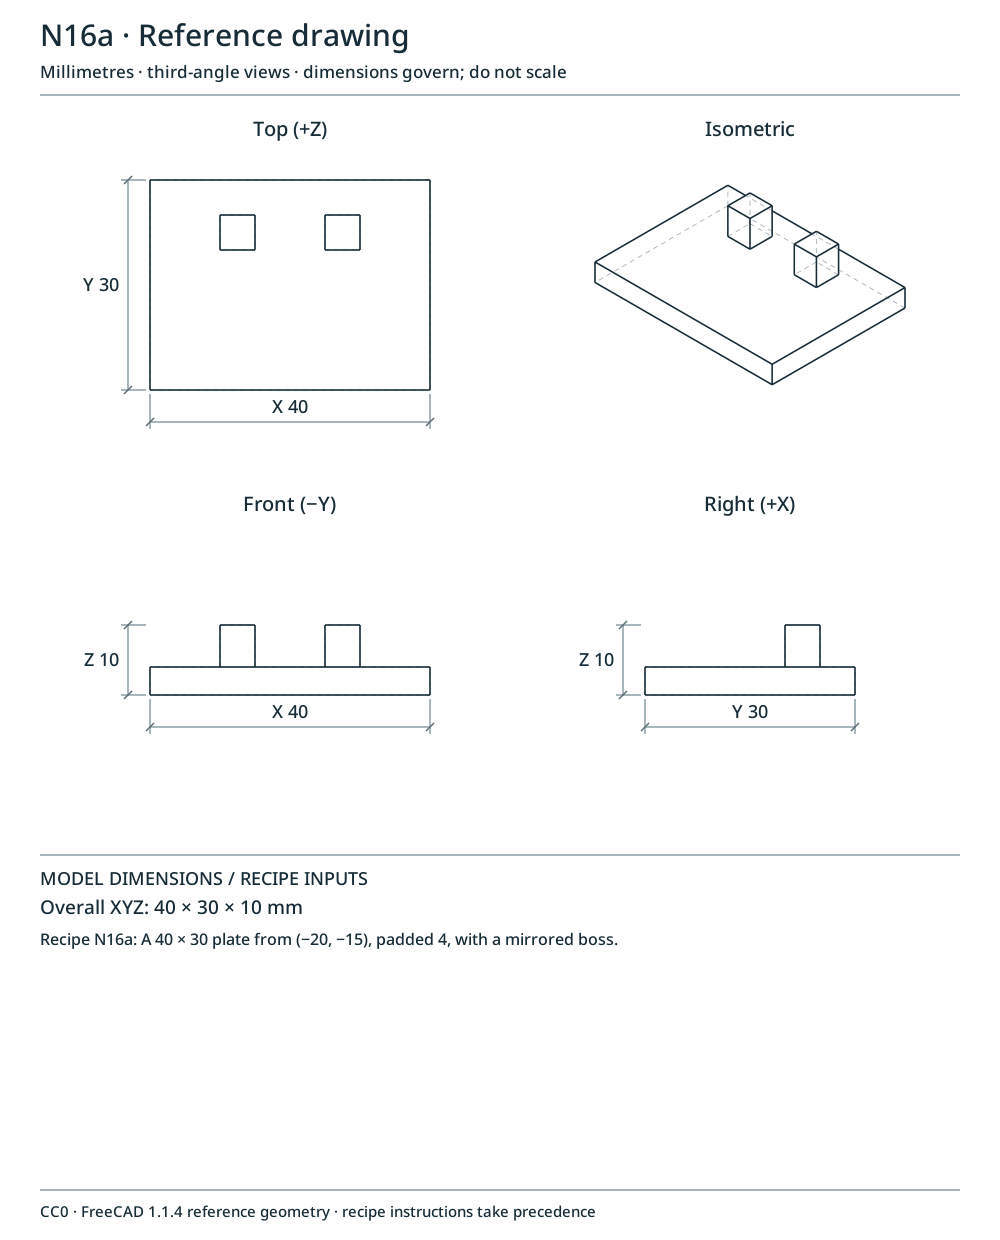 N16a · Reference drawing
Millimetres · third-angle views · dimensions govern; do not scale
Top (+Z)
Isometric
Y 30
X 40
Front (−Y)
Right (+X)
Z 10
X 40
Z 10
Y 30
MODEL DIMENSIONS / RECIPE INPUTS
Overall XYZ: 40 × 30 × 10 mm
Recipe N16a: A 40 × 30 plate from (−20, −15), padded 4, with a mirrored boss.
CC0 · FreeCAD 1.1.4 reference geometry · recipe instructions take precedence